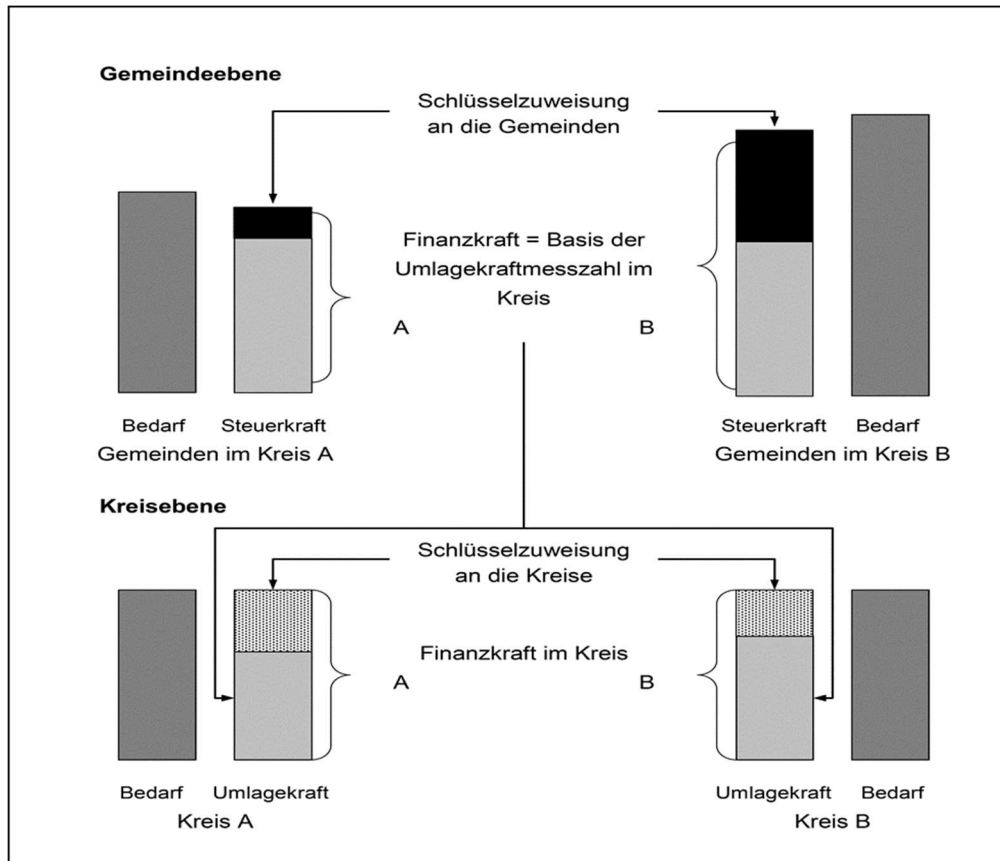 Gemeindeebene
Schlüsselzuweisung
an die Gemeinden
Finanzkraft = Basis der
Umlagekraftmesszahl im
Kreis
A
B
Bedarf
Steuerkraft
Gemeinden im Kreis A
Steuerkraft
Bedarf
Gemeinden im Kreis B
Kreisebene
Schlüsselzuweisung
an die Kreise
Finanzkraft im Kreis
A
B
Bedarf
Umlagekraft
Kreis A
Umlagekraft
Bedarf
Kreis B